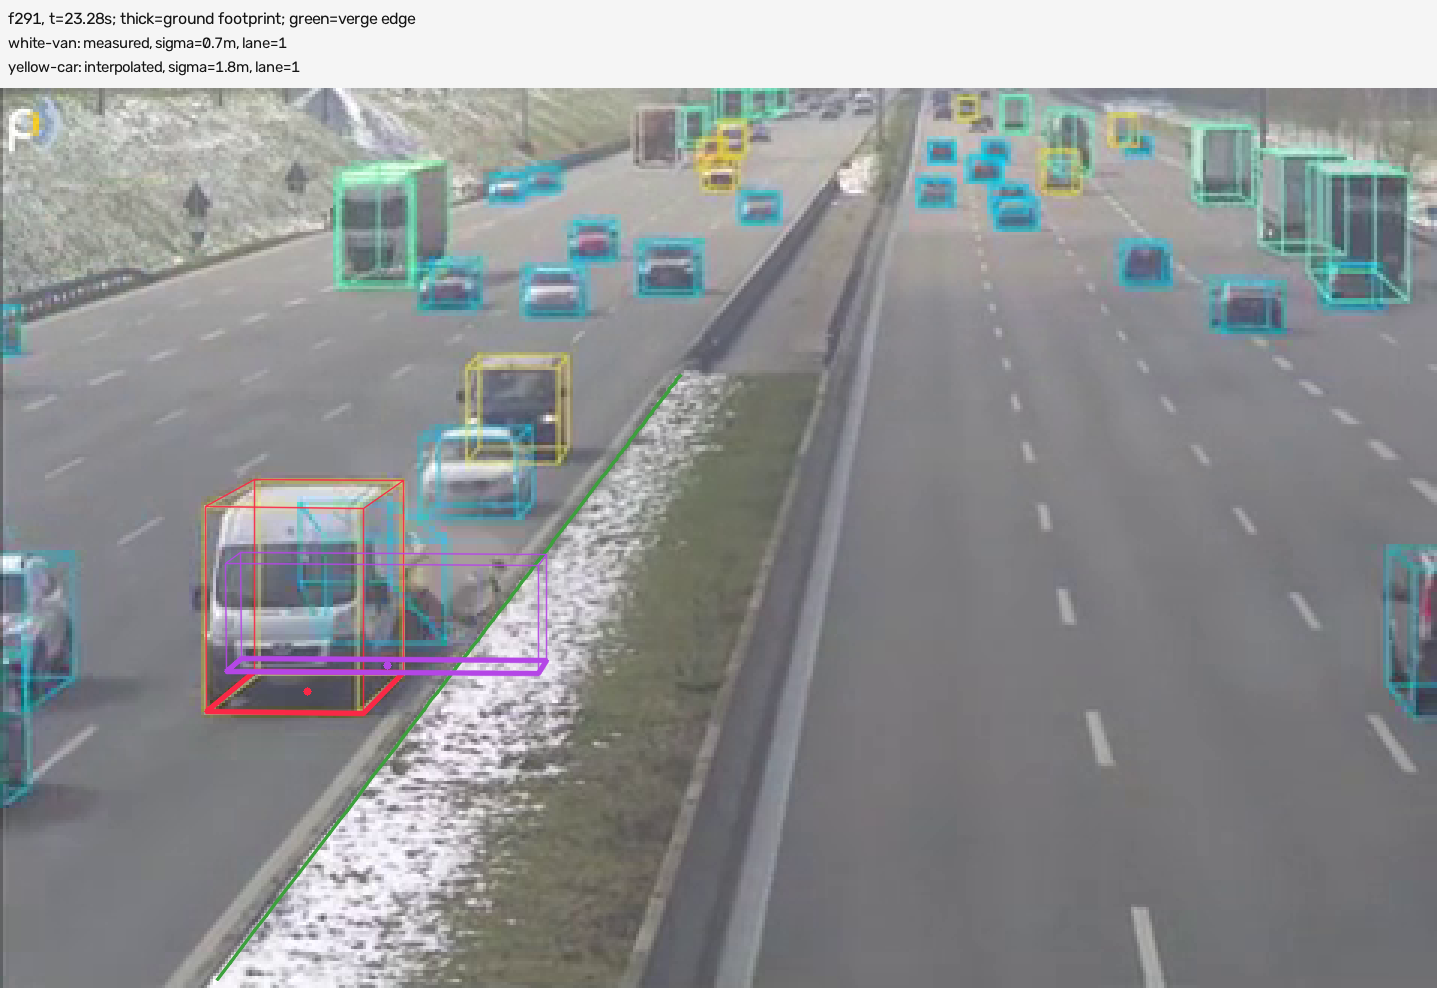 f291, t=23.28s; thick=ground footprint; green=verge edge
white-van: measured, sigma=0.7m, lane=1
yellow-car: interpolated, sigma=1.8m, lane=1